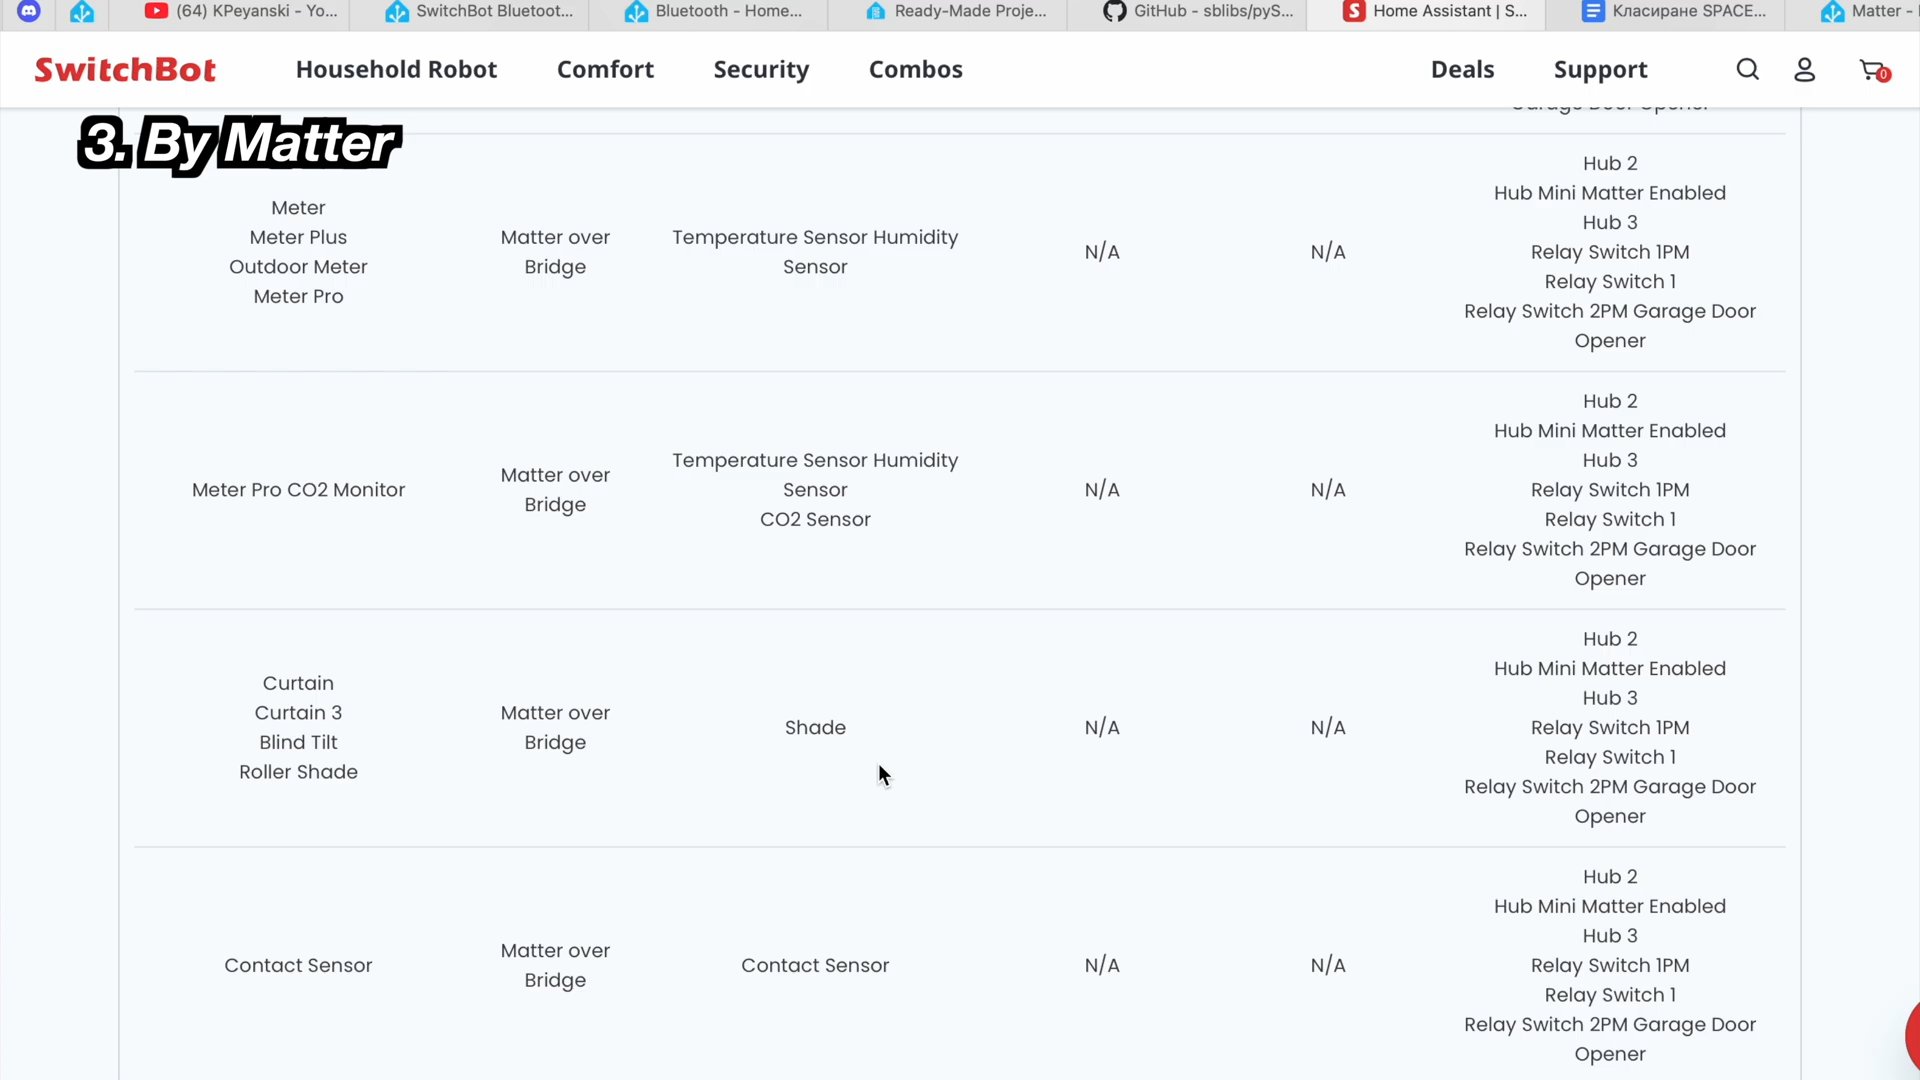 (64) KPeyanski - Yo...
SwitchBot Bluetoot...
Bluetooth - Home...
Ready-Made Proje...
GitHub - sblibs/pyS...
Home Assistant | S...
Класиране SPACE...
Matter -
SwitchBot
Household Robot
Comfort
Security
Combos
Deals
Support
0
3. By Matter
Garage Door Opener
Meter
Meter Plus
Outdoor Meter
Meter Pro
Matter over
Bridge
Temperature Sensor Humidity
Sensor
N/A
N/A
Hub 2
Hub Mini Matter Enabled
Hub 3
Relay Switch 1PM
Relay Switch 1
Relay Switch 2PM Garage Door
Opener
Meter Pro CO2 Monitor
Matter over
Bridge
Temperature Sensor Humidity
Sensor
CO2 Sensor
N/A
N/A
Hub 2
Hub Mini Matter Enabled
Hub 3
Relay Switch 1PM
Relay Switch 1
Relay Switch 2PM Garage Door
Opener
Curtain
Curtain 3
Blind Tilt
Roller Shade
Matter over
Bridge
Shade
N/A
N/A
Hub 2
Hub Mini Matter Enabled
Hub 3
Relay Switch 1PM
Relay Switch 1
Relay Switch 2PM Garage Door
Opener
Contact Sensor
Matter over
Bridge
Contact Sensor
N/A
N/A
Hub 2
Hub Mini Matter Enabled
Hub 3
Relay Switch 1PM
Relay Switch 1
Relay Switch 2PM Garage Door
Opener